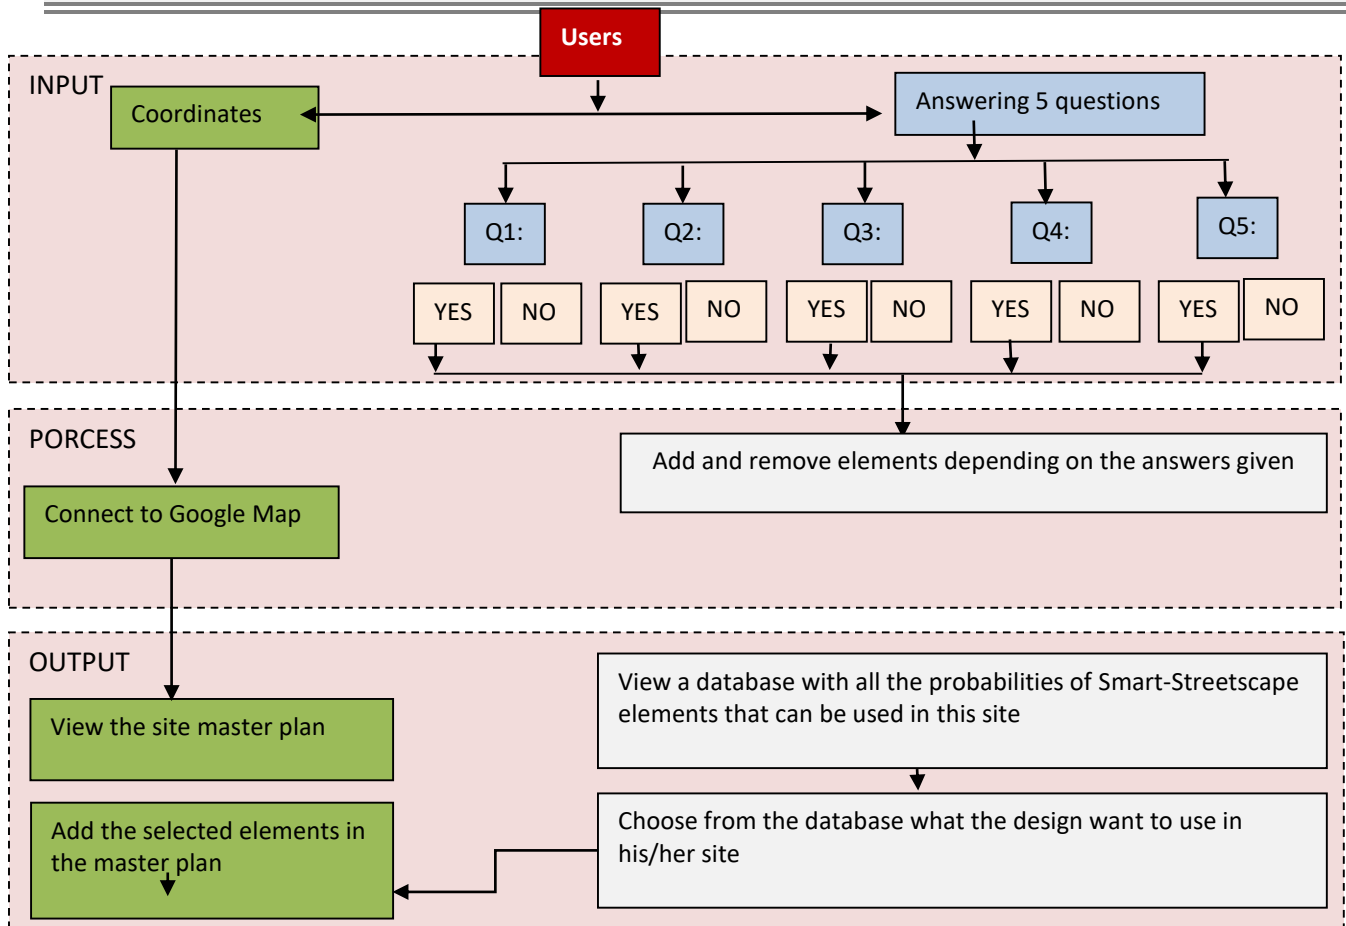 Users
INPUT
Coordinates
Answering 5 questions
Q1:
Q2:
Q3:
Q4:
Q5:
YES
NO
YES
NO
YES
NO
YES
NO
YES
NO
PORCESS
Add and remove elements depending on the answers given
Connect to Google Map
OUTPUT
View the site master plan
View a database with all the probabilities of Smart-Streetscape
elements that can be used in this site
Add the selected elements in
the master plan
Choose from the database what the design want to use in
his/her site